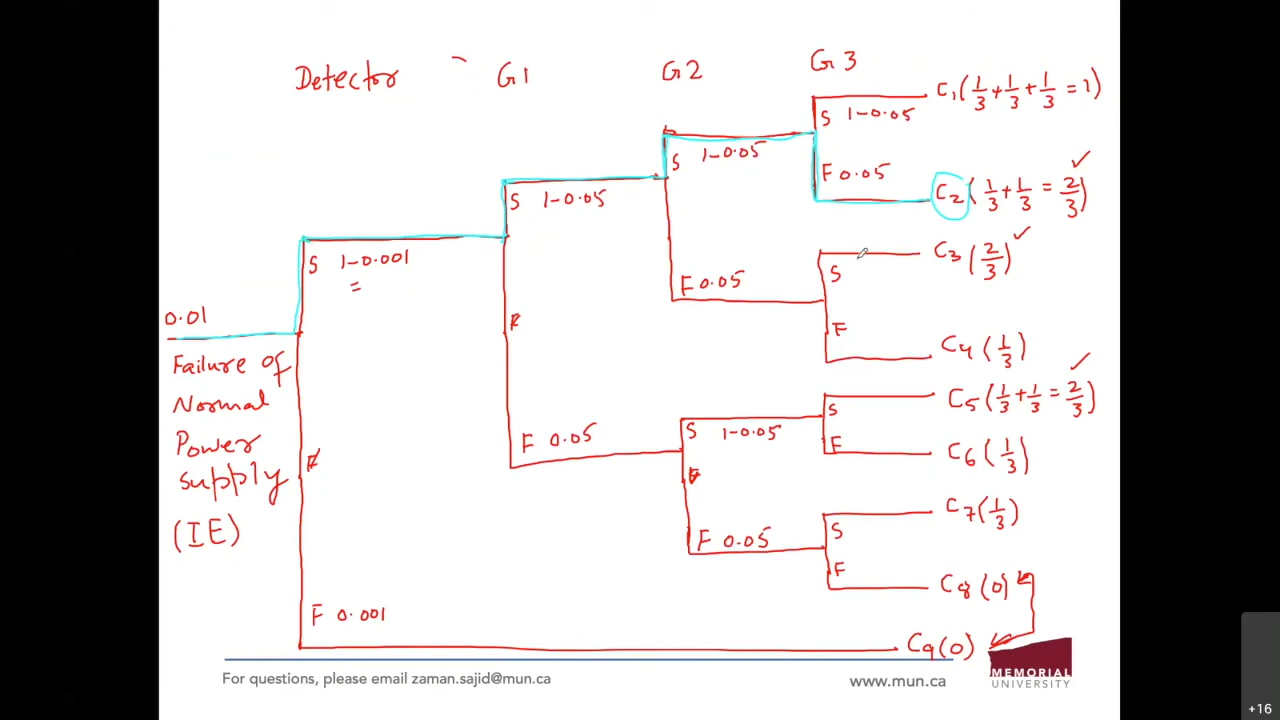 Detector G1 G2 G3
C1 (1/3 + 1/3 + 1/3 = 1)
S 1-0.05
S 1-0.05
F 0.05
C2 (1/3 + 1/3 = 2/3) ✓
S 1-0.05
S 1-0.001
=
C3 (2/3) ✓
S
F 0.05
0.01
F
F
C4 (1/3)
Failure of
Normal
Power
supply
(IE)
C5 (1/3 + 1/3 = 2/3) ✓
S
F 0.05
S 1-0.05
F
C6 (1/3)
F
F
C7 (1/3)
S
F 0.05
F
C8 (0)
F 0.001
C9 (0)
For questions, please email zaman.sajid@mun.ca
www.mun.ca
MEMORIAL
UNIVERSITY
+16